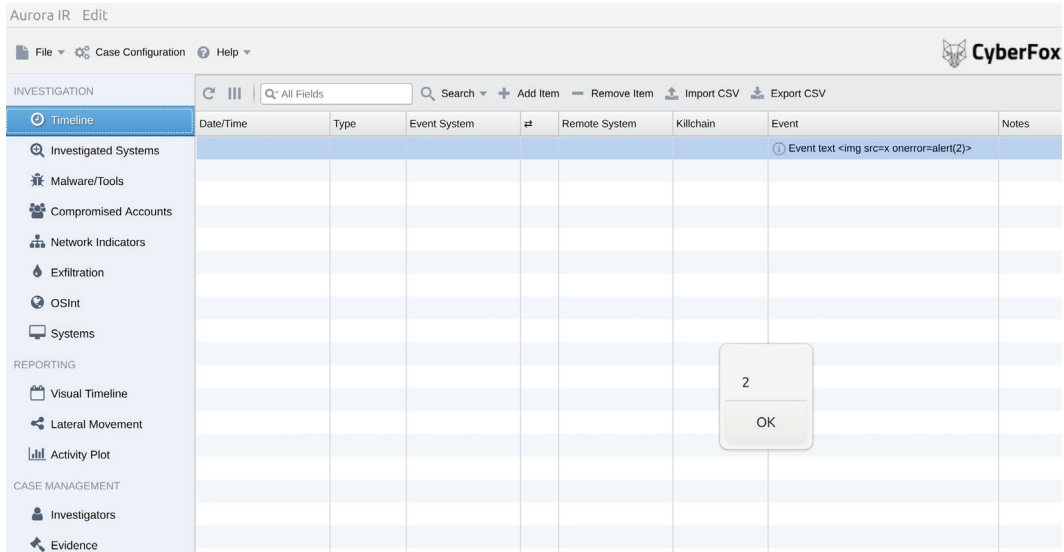 Aurora IR Edit
File Case Configuration Help
CyberFox
INVESTIGATION
All Fields Search Add Item Remove Item Import CSV Export CSV
Timeline
Date/Time Type Event System ⇄ Remote System Killchain Event Notes
Investigated Systems
Event text <img src=x onerror=alert(2)>
Malware/Tools
Compromised Accounts
Network Indicators
Exfiltration
OSInt
Systems
REPORTING
Visual Timeline
Lateral Movement
Activity Plot
CASE MANAGEMENT
Investigators
Evidence
2
OK